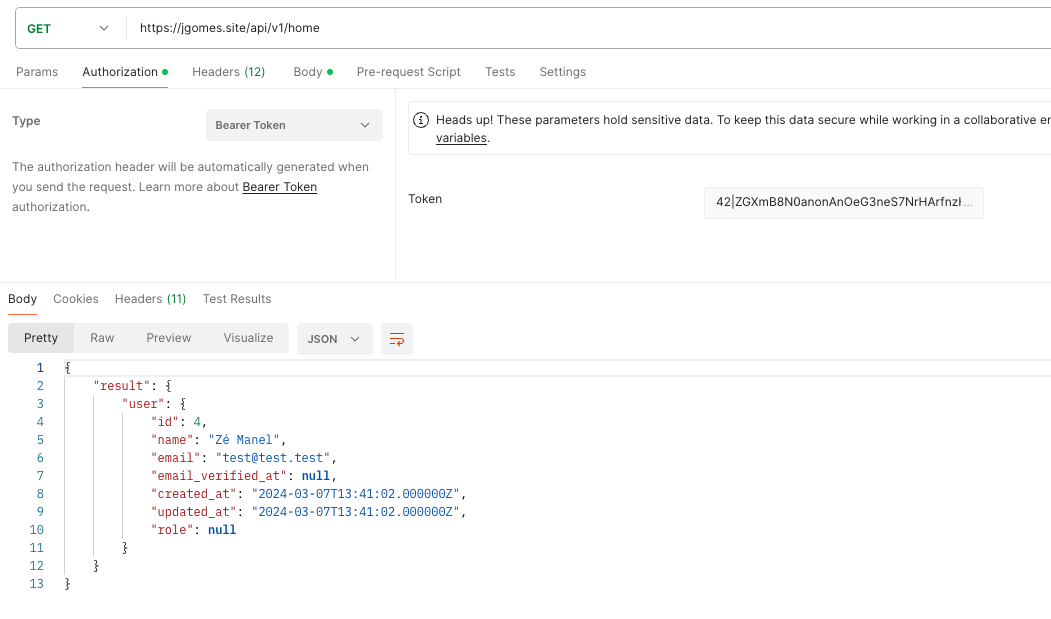 GET https://jgomes.site/api/v1/home
Params Authorization Headers (12) Body Pre-request Script Tests Settings
Type Bearer Token
The authorization header will be automatically generated when
you send the request. Learn more about Bearer Token
authorization.
Heads up! These parameters hold sensitive data. To keep this data secure while working in a collaborative
variables.
Token 42|ZGXmB8N0anonAnOeG3neS7NrHArfnzl...
Body Cookies Headers (11) Test Results
Pretty Raw Preview Visualize JSON
1 {
2 "result": {
3 "user": {
4 "id": 4,
5 "name": "Zé Manel",
6 "email": "test@test.test",
7 "email_verified_at": null,
8 "created_at": "2024-03-07T13:41:02.000000Z",
9 "updated_at": "2024-03-07T13:41:02.000000Z",
10 "role": null
11 }
12 }
13 }